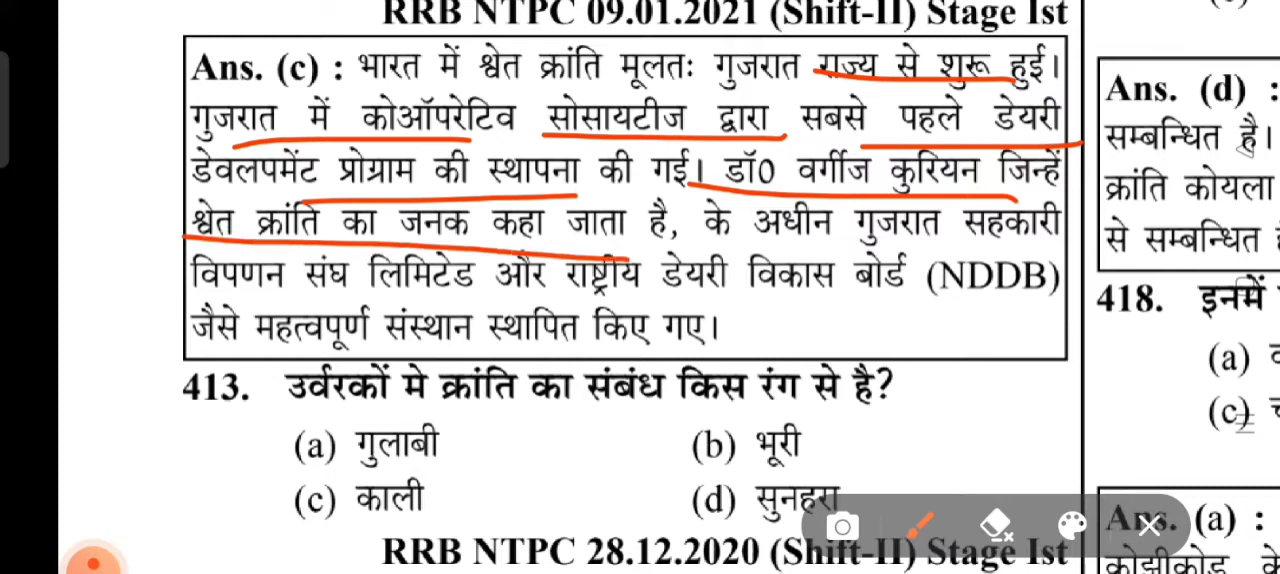 RRB NTPC 09.01.2021 (Shift-II) Stage Ist
Ans. (c) : भारत में श्वेत क्रांति मूलतः गुजरात राज्य से शुरू हुई।
गुजरात में कोऑपरेटिव सोसायटीज द्वारा सबसे पहले डेयरी
डेवलपमेंट प्रोग्राम की स्थापना की गई। डॉ0 वर्गीज कुरियन जिन्हें
श्वेत क्रांति का जनक कहा जाता है, के अधीन गुजरात सहकारी
विपणन संघ लिमिटेड और राष्ट्रीय डेयरी विकास बोर्ड (NDDB)
जैसे महत्वपूर्ण संस्थान स्थापित किए गए।
413. उर्वरकों मे क्रांति का संबंध किस रंग से है?
(a) गुलाबी (b) भूरी
(c) काली (d) सुनहरा
RRB NTPC 28.12.2020 (Shift-II) Stage Ist
Ans. (d) :
सम्बन्धित है।
क्रांति कोयला
से सम्बन्धित
418. इनमें
(a)
(c)
Ans. (a) :
कोझीकोड